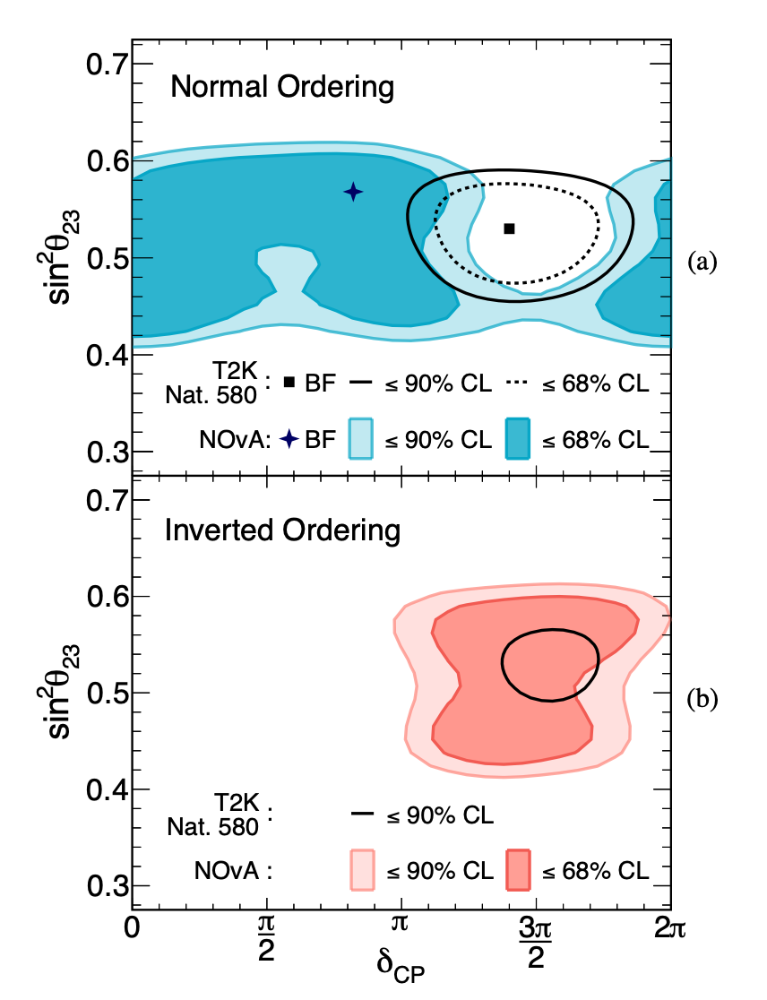 0.7
Normal Ordering
0.6
sin²θ₂₃
0.5
(a)
0.4
T2K
Nat. 580 : BF ≤ 90% CL ≤ 68% CL
NOvA: BF ≤ 90% CL ≤ 68% CL
0.3
0.7
Inverted Ordering
0.6
sin²θ₂₃
0.5
(b)
0.4
T2K
Nat. 580 : ≤ 90% CL
NOvA : ≤ 90% CL ≤ 68% CL
0.3
0 π/2 π 3π/2 2π
δCP